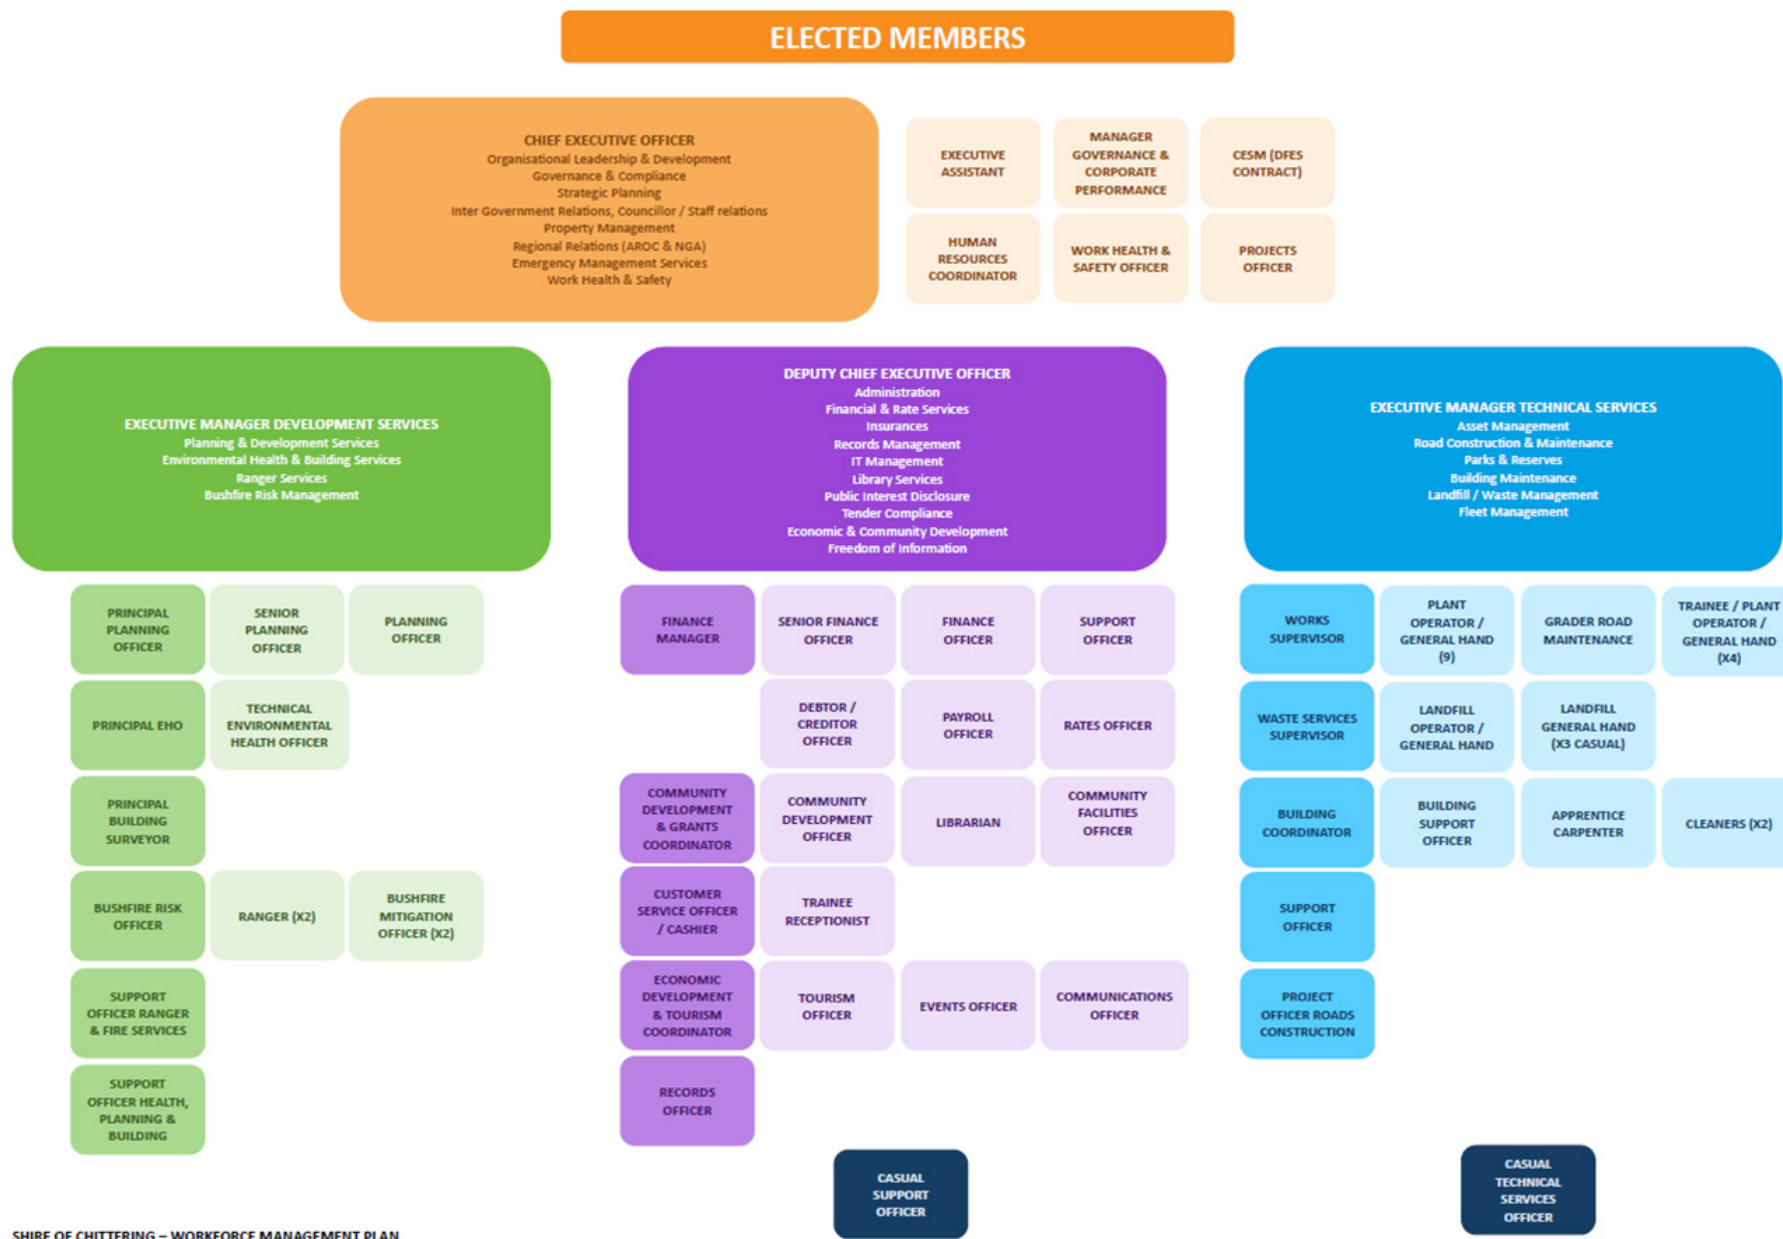 ELECTED MEMBERS
CHIEF EXECUTIVE OFFICER
Organisational Leadership & Development
Governance & Compliance
Strategic Planning
Inter Government Relations, Councillor / Staff relations
Property Management
Regional Relations (AROC & NGA)
Emergency Management Services
Work Health & Safety
EXECUTIVE
ASSISTANT
MANAGER
GOVERNANCE &
CORPORATE
PERFORMANCE
CESM (DFES
CONTRACT)
HUMAN
RESOURCES
COORDINATOR
WORK HEALTH &
SAFETY OFFICER
PROJECTS
OFFICER
EXECUTIVE MANAGER DEVELOPMENT SERVICES
Planning & Development Services
Environmental Health & Building Services
Ranger Services
Bushfire Risk Management
DEPUTY CHIEF EXECUTIVE OFFICER
Administration
Financial & Rate Services
Insurances
Records Management
IT Management
Library Services
Public Interest Disclosure
Tender Compliance
Economic & Community Development
Freedom of Information
EXECUTIVE MANAGER TECHNICAL SERVICES
Asset Management
Road Construction & Maintenance
Parks & Reserves
Building Maintenance
Landfill / Waste Management
Fleet Management
PRINCIPAL
PLANNING
OFFICER
SENIOR
PLANNING
OFFICER
PLANNING
OFFICER
PRINCIPAL EHO
TECHNICAL
ENVIRONMENTAL
HEALTH OFFICER
PRINCIPAL
BUILDING
SURVEYOR
BUSHFIRE RISK
OFFICER
RANGER (X2)
BUSHFIRE
MITIGATION
OFFICER (X2)
SUPPORT
OFFICER RANGER
& FIRE SERVICES
SUPPORT
OFFICER HEALTH,
PLANNING &
BUILDING
FINANCE
MANAGER
SENIOR FINANCE
OFFICER
FINANCE
OFFICER
SUPPORT
OFFICER
DEBTOR /
CREDITOR
OFFICER
PAYROLL
OFFICER
RATES OFFICER
COMMUNITY
DEVELOPMENT
& GRANTS
COORDINATOR
COMMUNITY
DEVELOPMENT
OFFICER
LIBRARIAN
COMMUNITY
FACILITIES
OFFICER
CUSTOMER
SERVICE OFFICER
/ CASHIER
TRAINEE
RECEPTIONIST
ECONOMIC
DEVELOPMENT
& TOURISM
COORDINATOR
TOURISM
OFFICER
EVENTS OFFICER
COMMUNICATIONS
OFFICER
RECORDS
OFFICER
WORKS
SUPERVISOR
PLANT
OPERATOR /
GENERAL HAND
(9)
GRADER ROAD
MAINTENANCE
TRAINEE / PLANT
OPERATOR /
GENERAL HAND
(X4)
WASTE SERVICES
SUPERVISOR
LANDFILL
OPERATOR /
GENERAL HAND
LANDFILL
GENERAL HAND
(X3 CASUAL)
BUILDING
COORDINATOR
BUILDING
SUPPORT
OFFICER
APPRENTICE
CARPENTER
CLEANERS (X2)
SUPPORT
OFFICER
PROJECT
OFFICER ROADS
CONSTRUCTION
CASUAL
SUPPORT
OFFICER
CASUAL
TECHNICAL
SERVICES
OFFICER
SHIRE OF CHITTERING – WORKFORCE MANAGEMENT PLAN